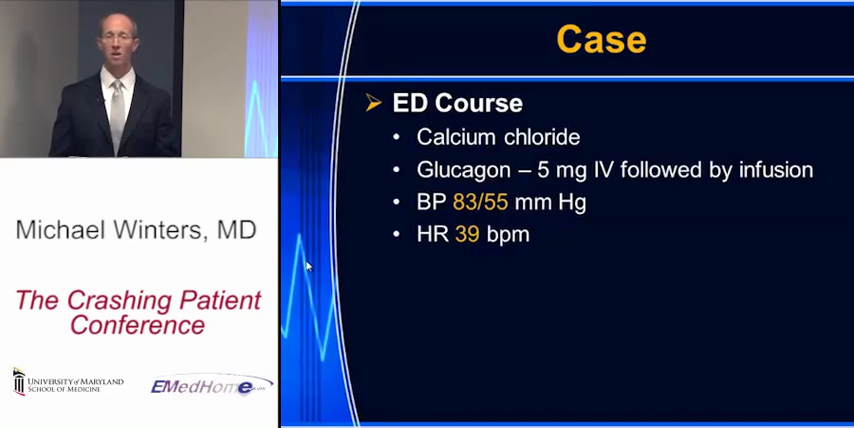 Case
ED Course
Calcium chloride
Glucagon – 5 mg IV followed by infusion
BP 83/55 mm Hg
HR 39 bpm
Michael Winters, MD
The Crashing Patient
Conference
UNIVERSITY of MARYLAND
SCHOOL OF MEDICINE
EMedHome